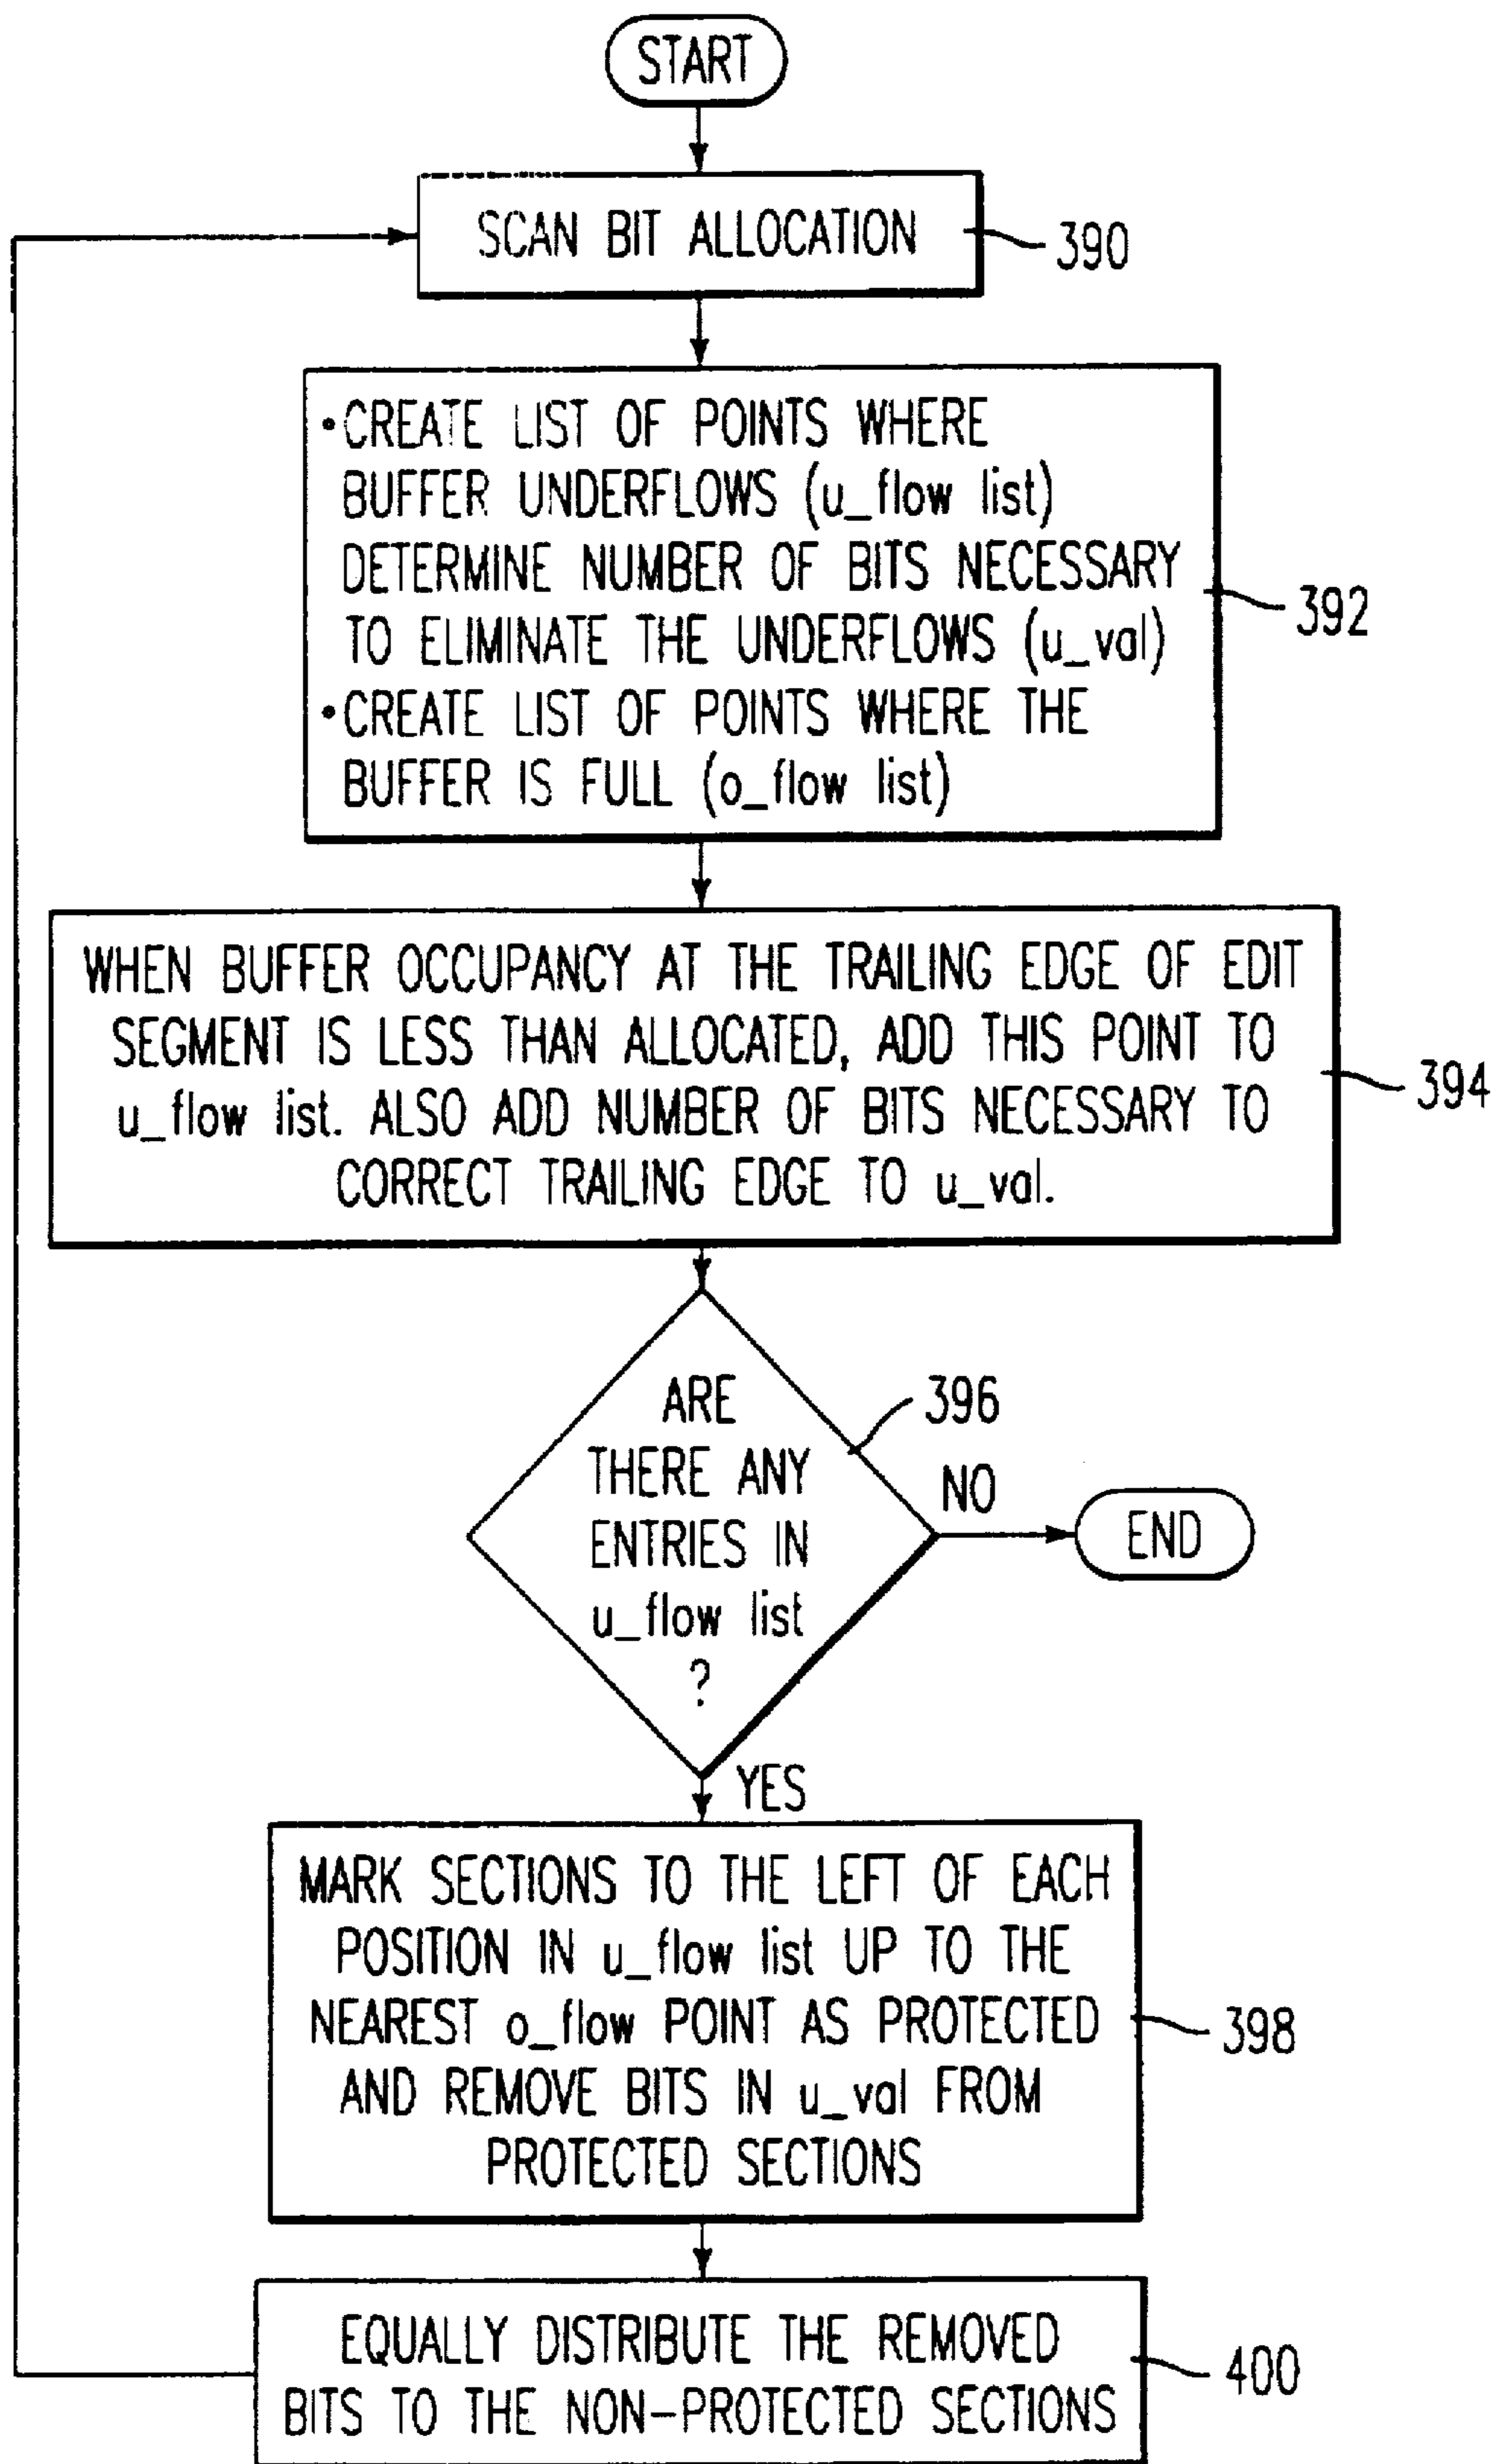 START
SCAN BIT ALLOCATION
390
•CREATE LIST OF POINTS WHERE
BUFFER UNDERFLOWS (u_flow list)
DETERMINE NUMBER OF BITS NECESSARY
TO ELIMINATE THE UNDERFLOWS (u_val)
•CREATE LIST OF POINTS WHERE THE
BUFFER IS FULL (o_flow list)
392
WHEN BUFFER OCCUPANCY AT THE TRAILING EDGE OF EDIT
SEGMENT IS LESS THAN ALLOCATED, ADD THIS POINT TO
u_flow list. ALSO ADD NUMBER OF BITS NECESSARY TO
CORRECT TRAILING EDGE TO u_val.
394
ARE
THERE ANY
ENTRIES IN
u_flow list
?
396
NO
END
YES
MARK SECTIONS TO THE LEFT OF EACH
POSITION IN u_flow list UP TO THE
NEAREST o_flow POINT AS PROTECTED
AND REMOVE BITS IN u_val FROM
PROTECTED SECTIONS
398
EQUALLY DISTRIBUTE THE REMOVED
BITS TO THE NON-PROTECTED SECTIONS
400